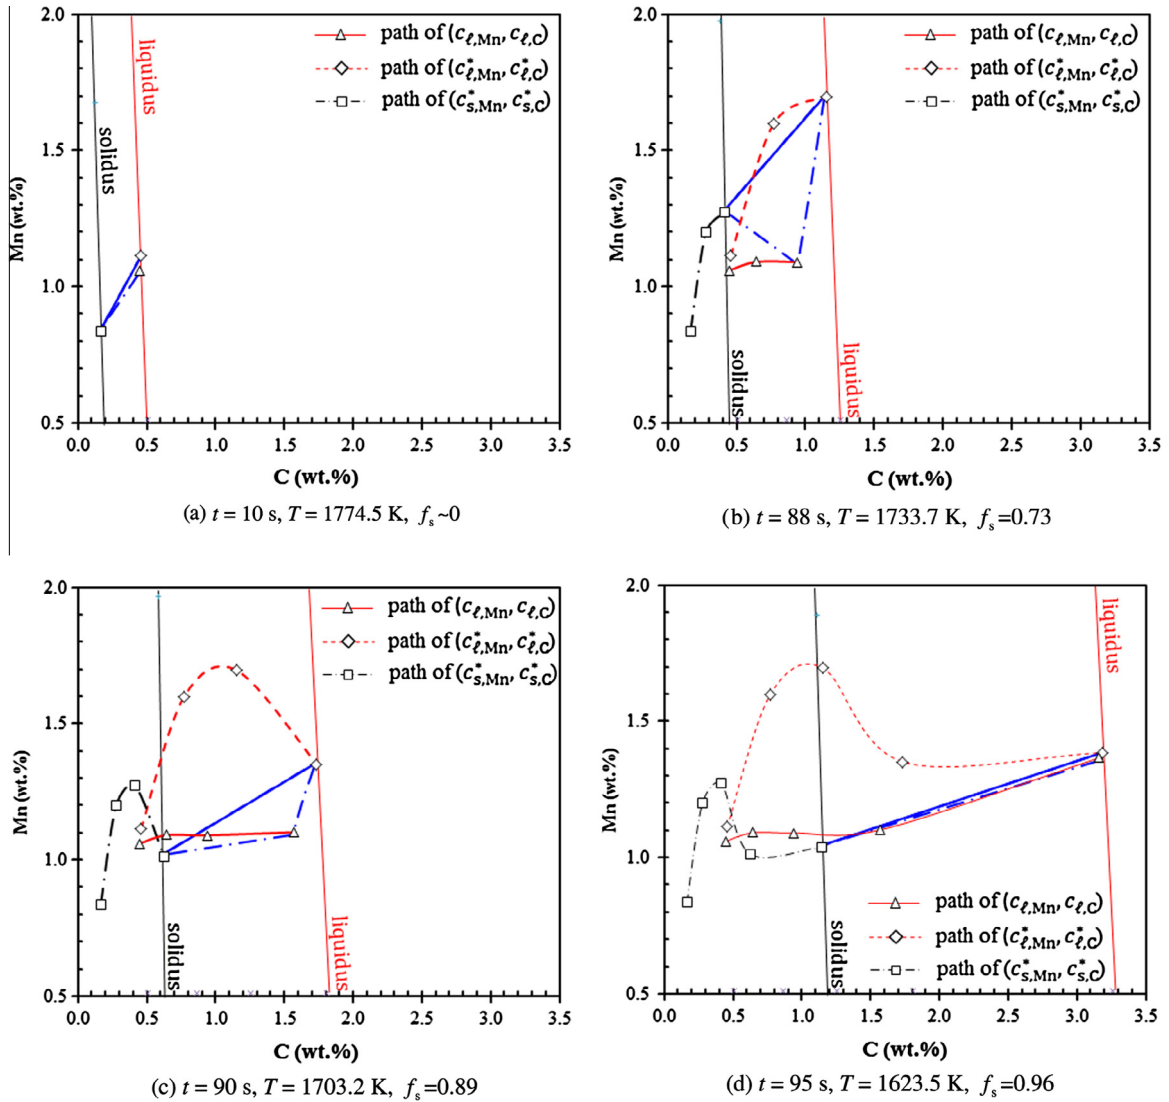 2.0
1.5
1.0
0.5
Mn (wt.%)
solidus
liquidus
path of (cℓ,Mn, cℓ,C)
path of (c*ℓ,Mn, c*ℓ,C)
path of (c*s,Mn, c*s,C)
0.0 0.5 1.0 1.5 2.0 2.5 3.0 3.5
C (wt.%)
(a) t = 10 s, T = 1774.5 K, fs ~0
2.0
1.5
1.0
0.5
Mn (wt.%)
path of (cℓ,Mn, cℓ,C)
path of (c*ℓ,Mn, c*ℓ,C)
path of (c*s,Mn, c*s,C)
solidus
liquidus
0.0 0.5 1.0 1.5 2.0 2.5 3.0 3.5
C (wt.%)
(b) t = 88 s, T = 1733.7 K, fs =0.73
2.0
1.5
1.0
0.5
Mn (wt.%)
path of (cℓ,Mn, cℓ,C)
path of (c*ℓ,Mn, c*ℓ,C)
path of (c*s,Mn, c*s,C)
solidus
liquidus
0.0 0.5 1.0 1.5 2.0 2.5 3.0 3.5
C (wt.%)
(c) t = 90 s, T = 1703.2 K, fs =0.89
2.0
1.5
1.0
0.5
Mn (wt.%)
liquidus
solidus
path of (cℓ,Mn, cℓ,C)
path of (c*ℓ,Mn, c*ℓ,C)
path of (c*s,Mn, c*s,C)
0.0 0.5 1.0 1.5 2.0 2.5 3.0 3.5
C (wt.%)
(d) t = 95 s, T = 1623.5 K, fs =0.96